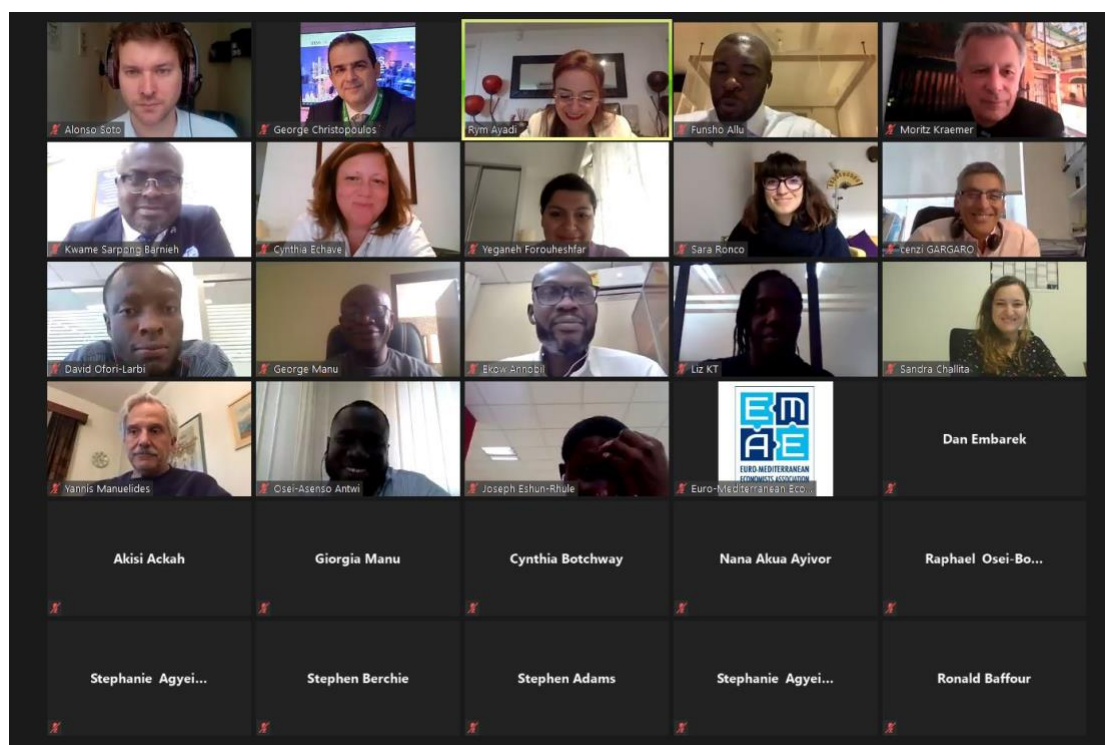 Alonso Soto
George Christopoulos
Rym Ayadi
Funsho Allu
Moritz Kraemer
Kwame Sarpong Barnieh
Cynthia Echave
Yeganeh Forouheshfar
Sara Ronco
cenzi GARGARO
David Ofori-Larbi
George Manu
Ekow Annobil
Liz KT
Sandra Challita
Yannis Manuelides
Osei-Asenso Antwi
Joseph Eshun-Rhule
EMAE
EURO-MEDITERRANEAN
ECONOMISTS ASSOCIATION
Euro-Mediterranean Eco...
Dan Embarek
Akisi Ackah
Giorgia Manu
Cynthia Botchway
Nana Akua Ayivor
Raphael Osei-Bo...
Stephanie Agyei...
Stephen Berchie
Stephen Adams
Stephanie Agyei...
Ronald Baffour